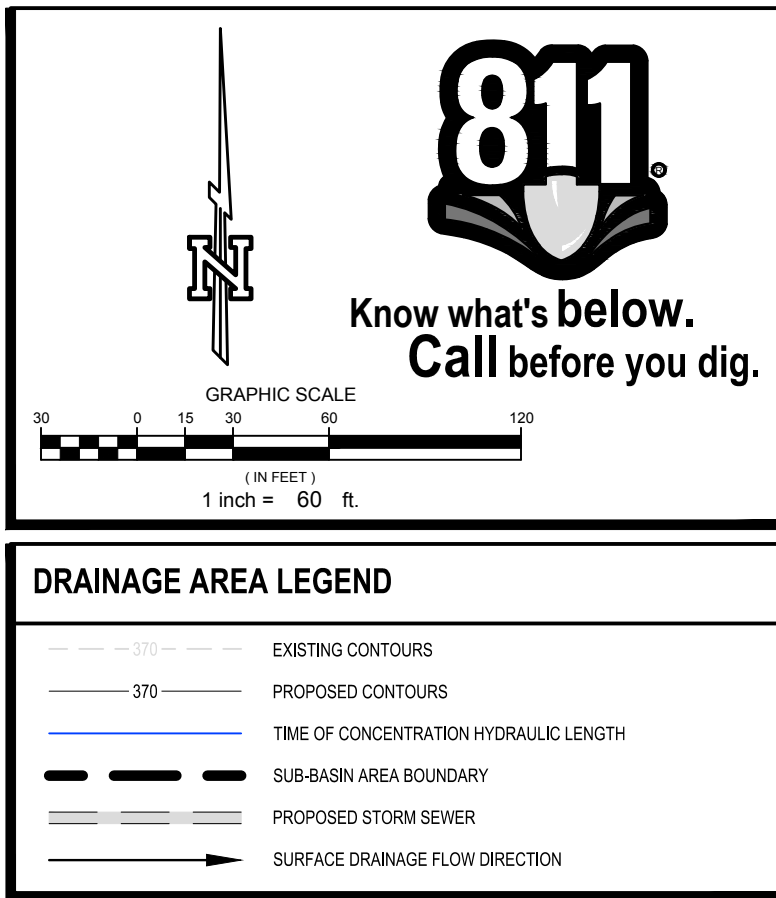 811®
N
Know what's below.
Call before you dig.
GRAPHIC SCALE
30 0 15 30 60 120
( IN FEET )
1 inch = 60 ft.
DRAINAGE AREA LEGEND
370 EXISTING CONTOURS
370 PROPOSED CONTOURS
TIME OF CONCENTRATION HYDRAULIC LENGTH
SUB-BASIN AREA BOUNDARY
PROPOSED STORM SEWER
SURFACE DRAINAGE FLOW DIRECTION